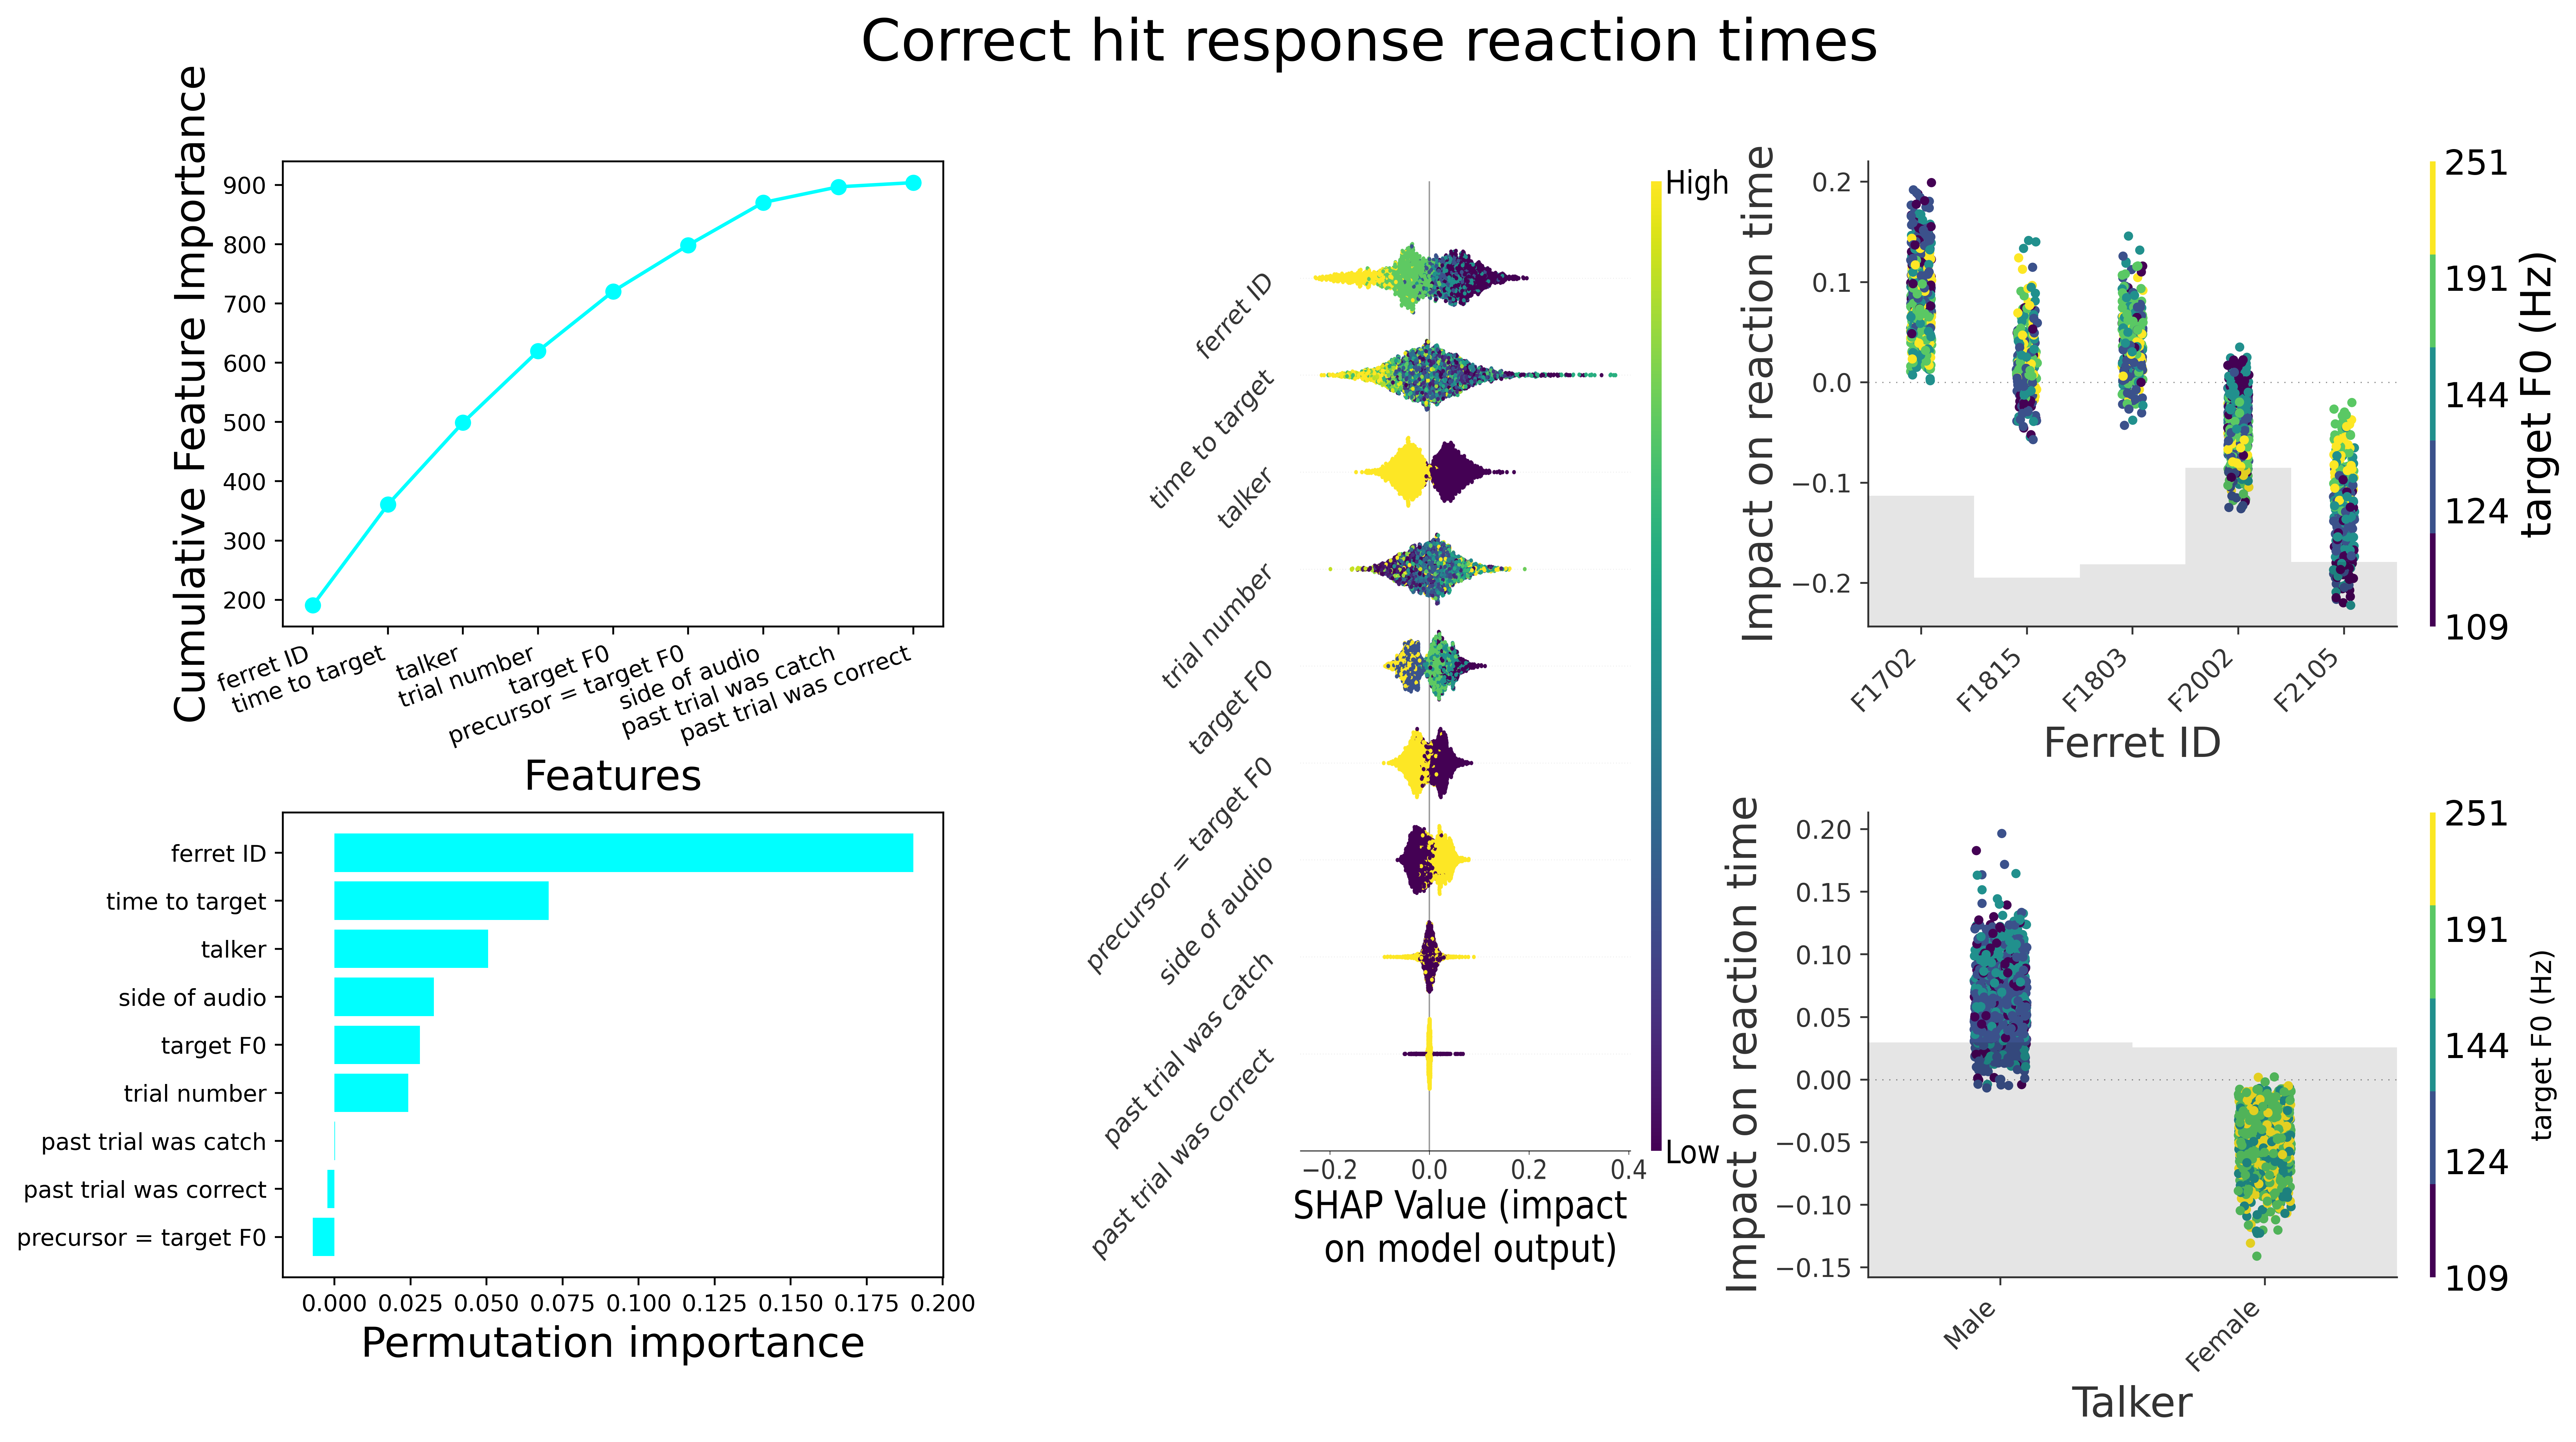 Correct hit response reaction times
Cumulative Feature Importance
900
800
700
600
500
400
300
200
ferret ID
time to target
talker
trial number
target F0
precursor = target F0
side of audio
past trial was catch
past trial was correct
Features
ferret ID
time to target
talker
side of audio
target F0
trial number
past trial was catch
past trial was correct
precursor = target F0
0.000 0.025 0.050 0.075 0.100 0.125 0.150 0.175 0.200
Permutation importance
ferret ID
time to target
talker
trial number
target F0
precursor = target F0
side of audio
past trial was catch
past trial was correct
−0.2 0.0 0.2 0.4
SHAP Value (impact
on model output)
High
Low
Impact on reaction time
0.2
0.1
0.0
−0.1
−0.2
F1702
F1815
F1803
F2002
F2105
Ferret ID
251
191
144
124
109
target F0 (Hz)
Impact on reaction time
0.20
0.15
0.10
0.05
0.00
−0.05
−0.10
−0.15
Male
Female
Talker
251
191
144
124
109
target F0 (Hz)